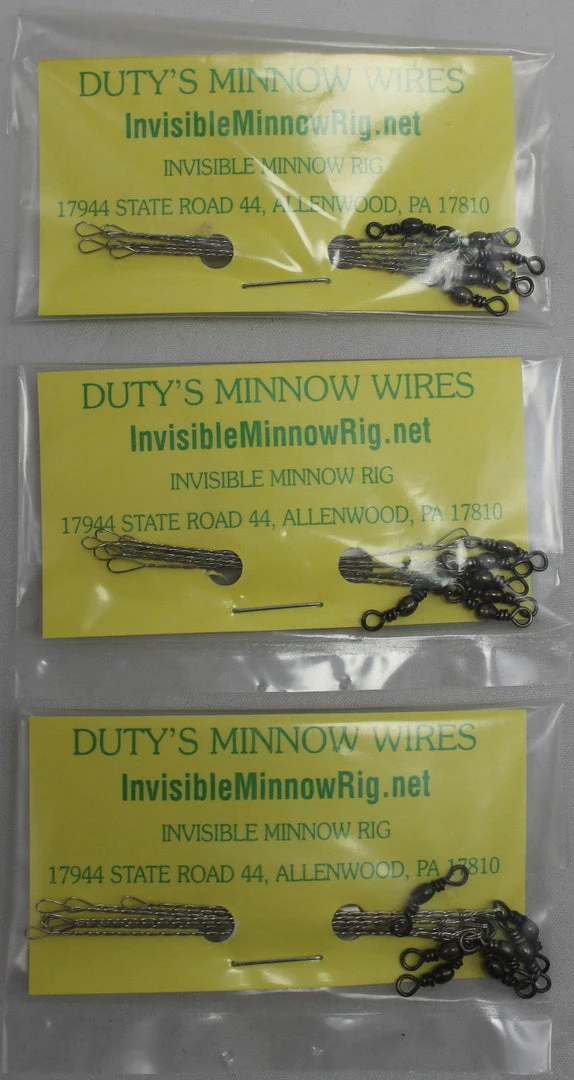 DUTY'S MINNOW WIRES
InvisibleMinnowRig.net
INVISIBLE MINNOW RIG
17944 STATE ROAD 44, ALLENWOOD, PA 17810
DUTY'S MINNOW WIRES
InvisibleMinnowRig.net
INVISIBLE MINNOW RIG
17944 STATE ROAD 44, ALLENWOOD, PA 17810
DUTY'S MINNOW WIRES
InvisibleMinnowRig.net
INVISIBLE MINNOW RIG
17944 STATE ROAD 44, ALLENWOOD, PA 17810